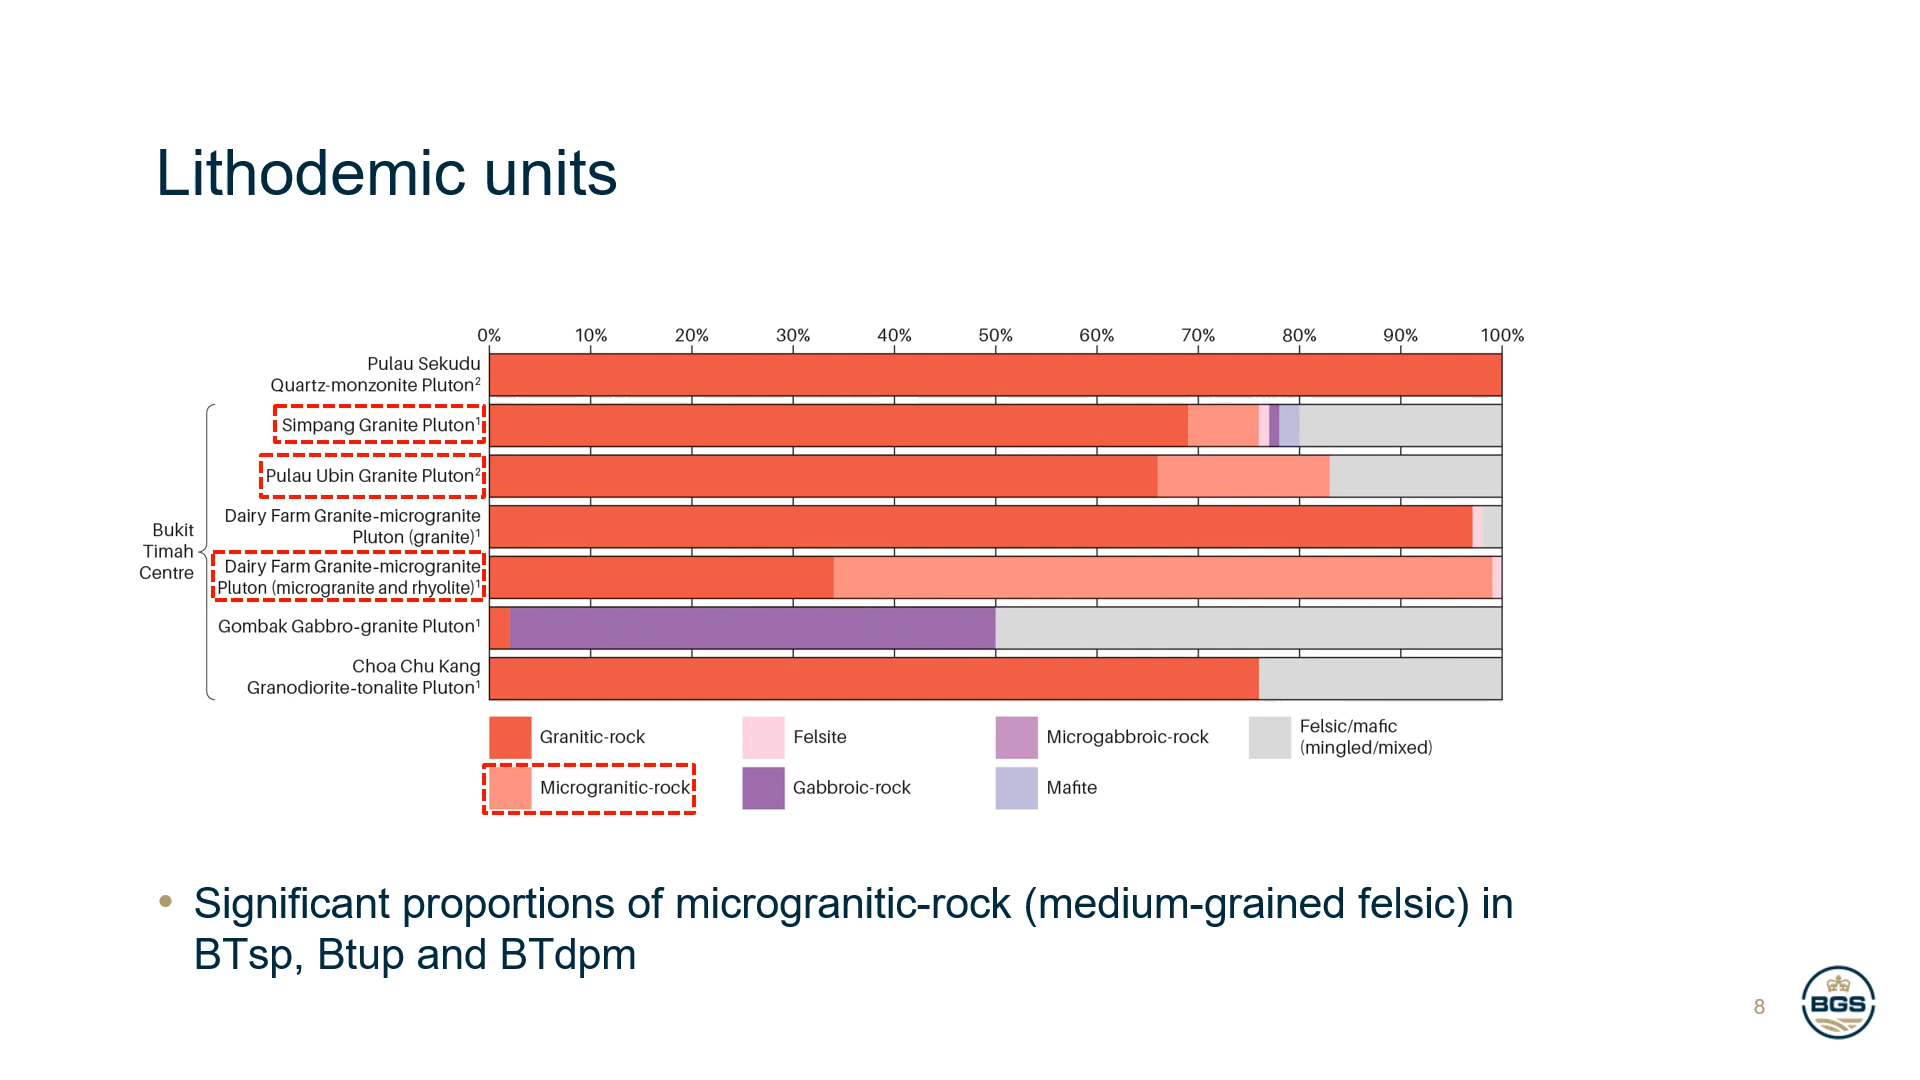 Lithodemic units
0% 10% 20% 30% 40% 50% 60% 70% 80% 90% 100%
Pulau Sekudu
Quartz-monzonite Pluton²
Simpang Granite Pluton¹
Pulau Ubin Granite Pluton²
Dairy Farm Granite-microgranite
Pluton (granite)¹
Bukit
Timah
Centre
Dairy Farm Granite-microgranite
Pluton (microgranite and rhyolite)¹
Gombak Gabbro-granite Pluton¹
Choa Chu Kang
Granodiorite-tonalite Pluton¹
Granitic-rock
Microgranitic-rock
Felsite
Gabbroic-rock
Microgabbroic-rock
Mafite
Felsic/mafic
(mingled/mixed)
• Significant proportions of microgranitic-rock (medium-grained felsic) in
BTsp, Btup and BTdpm
8
BGS